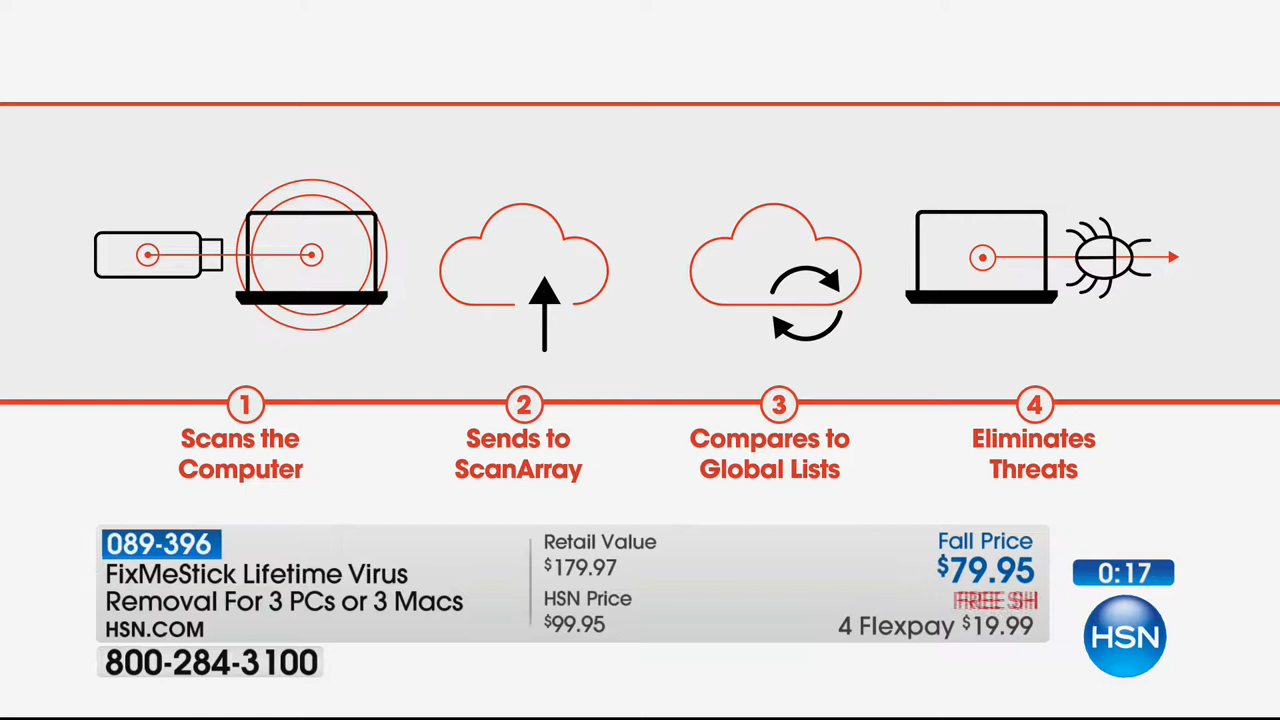 1
Scans the
Computer
2
Sends to
ScanArray
3
Compares to
Global Lists
4
Eliminates
Threats
089-396
FixMeStick Lifetime Virus
Removal For 3 PCs or 3 Macs
HSN.COM
800-284-3100
Retail Value
$179.97
HSN Price
$99.95
Fall Price
$79.95
4 Flexpay $19.99
0:17
HSN